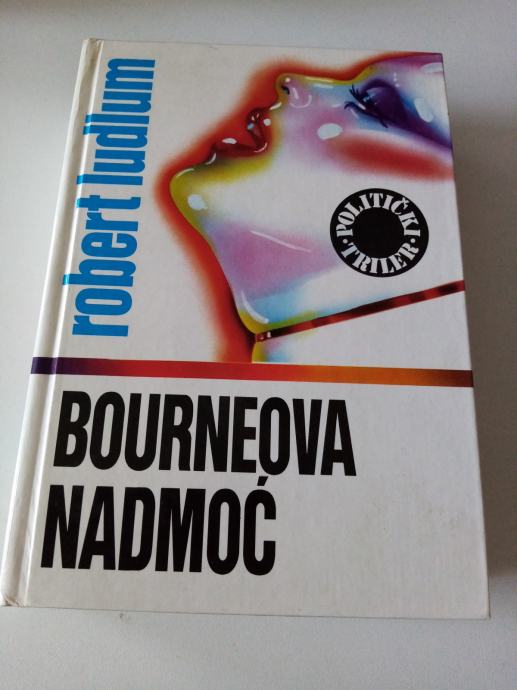 robert ludlum
·POLITIČKI·
TRILER
BOURNEOVA
NADMOĆ